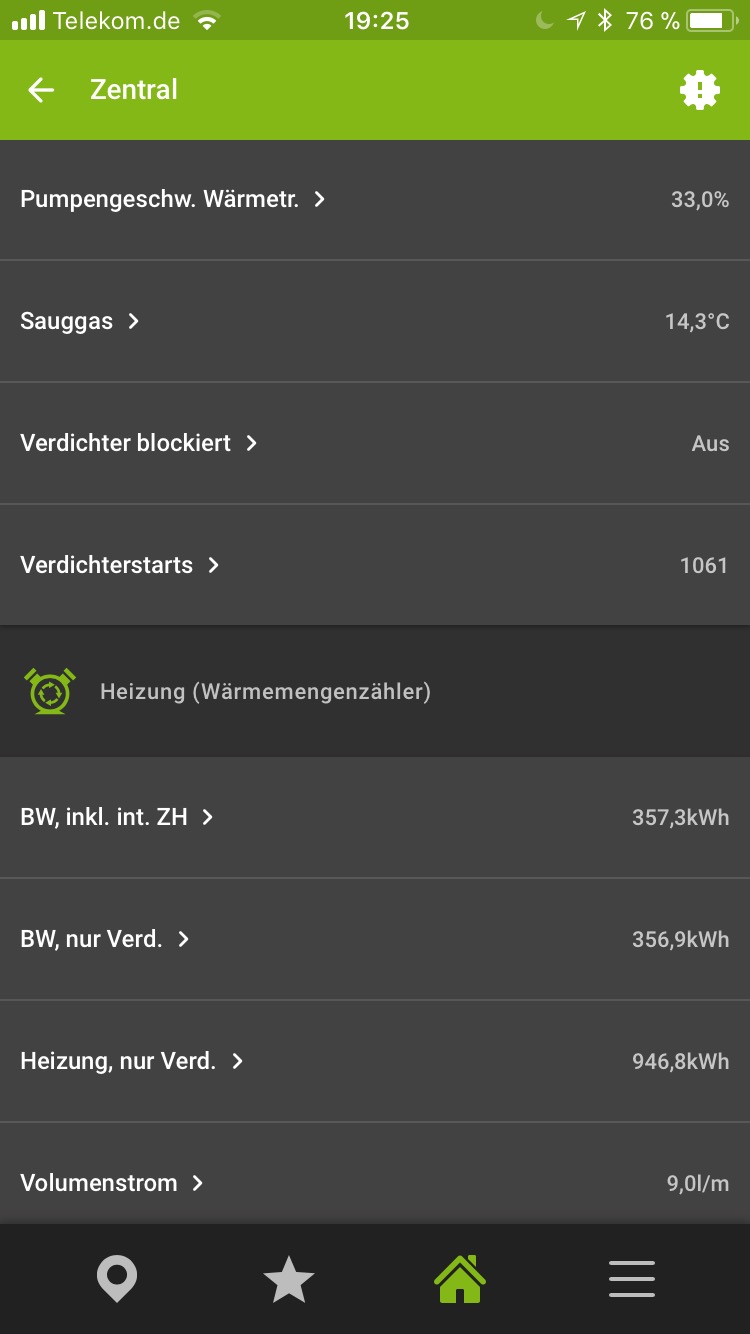 Telekom.de 19:25 76 %
Zentral
Pumpengeschw. Wärmetr. 33,0%
Sauggas 14,3°C
Verdichter blockiert Aus
Verdichterstarts 1061
Heizung (Wärmemengenzähler)
BW, inkl. int. ZH 357,3kWh
BW, nur Verd. 356,9kWh
Heizung, nur Verd. 946,8kWh
Volumenstrom 9,0l/m